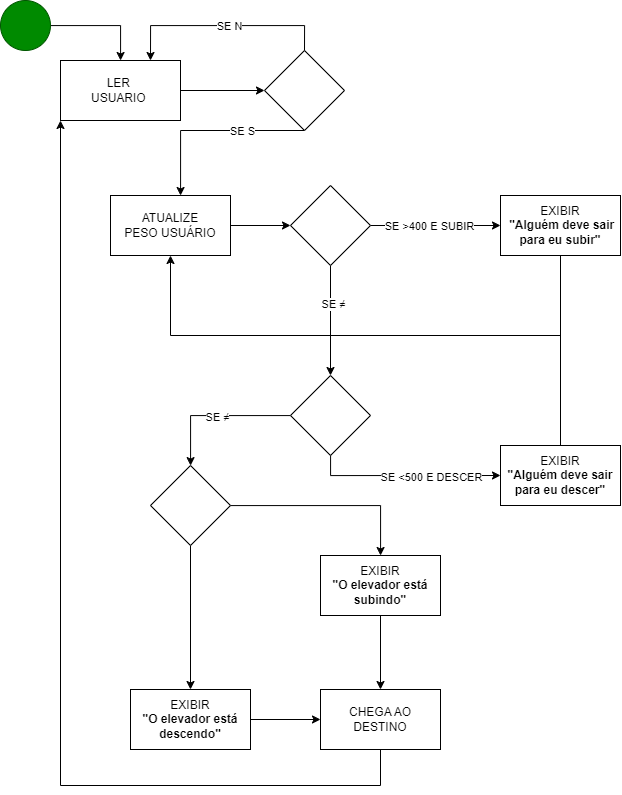 SE N
LER
USUARIO
SE S
ATUALIZE
PESO USUÁRIO
SE >400 E SUBIR
EXIBIR
"Alguém deve sair
para eu subir"
SE ≠
SE ≠
SE <500 E DESCER
EXIBIR
"Alguém deve sair
para eu descer"
EXIBIR
"O elevador está
subindo"
EXIBIR
"O elevador está
descendo"
CHEGA AO
DESTINO